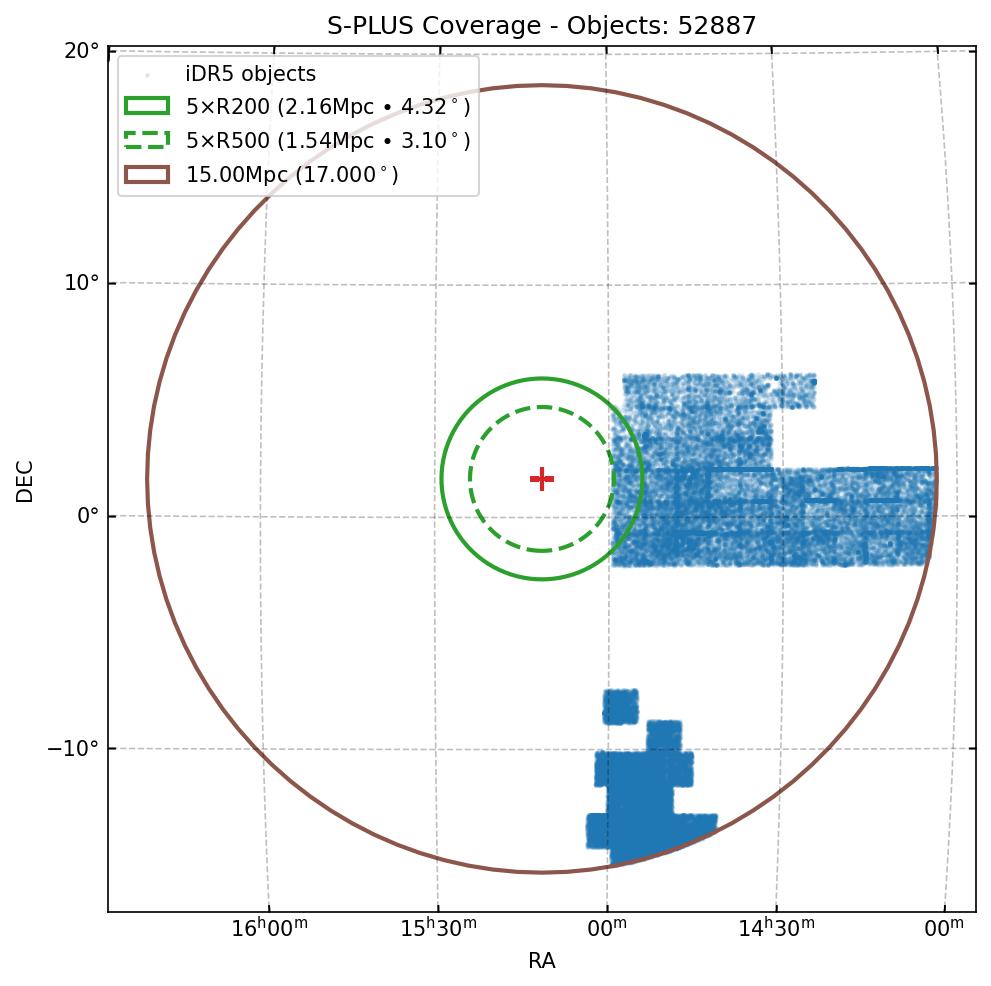 S-PLUS Coverage - Objects: 52887
20°
iDR5 objects
5×R200 (2.16Mpc • 4.32°)
5×R500 (1.54Mpc • 3.10°)
15.00Mpc (17.000°)
10°
DEC
0°
−10°
16ʰ00ᵐ 15ʰ30ᵐ 00ᵐ 14ʰ30ᵐ 00ᵐ
RA